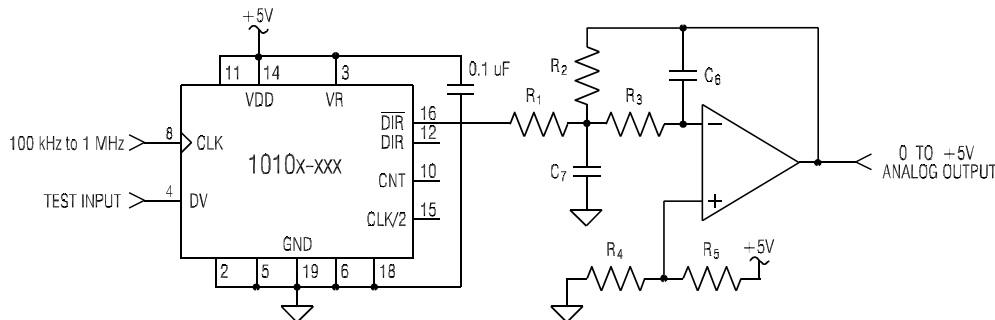 +5V
11 14 3
VDD VR
0.1 uF
100 kHz to 1 MHz
8 CLK
1010x-xxx
DIR 16
DIR 12
CNT 10
CLK/2 15
TEST INPUT
4 DV
GND
2 5 19 6 18
R1
R2
R3
C6
C7
−
+
0 TO +5V
ANALOG OUTPUT
R4
R5
+5V